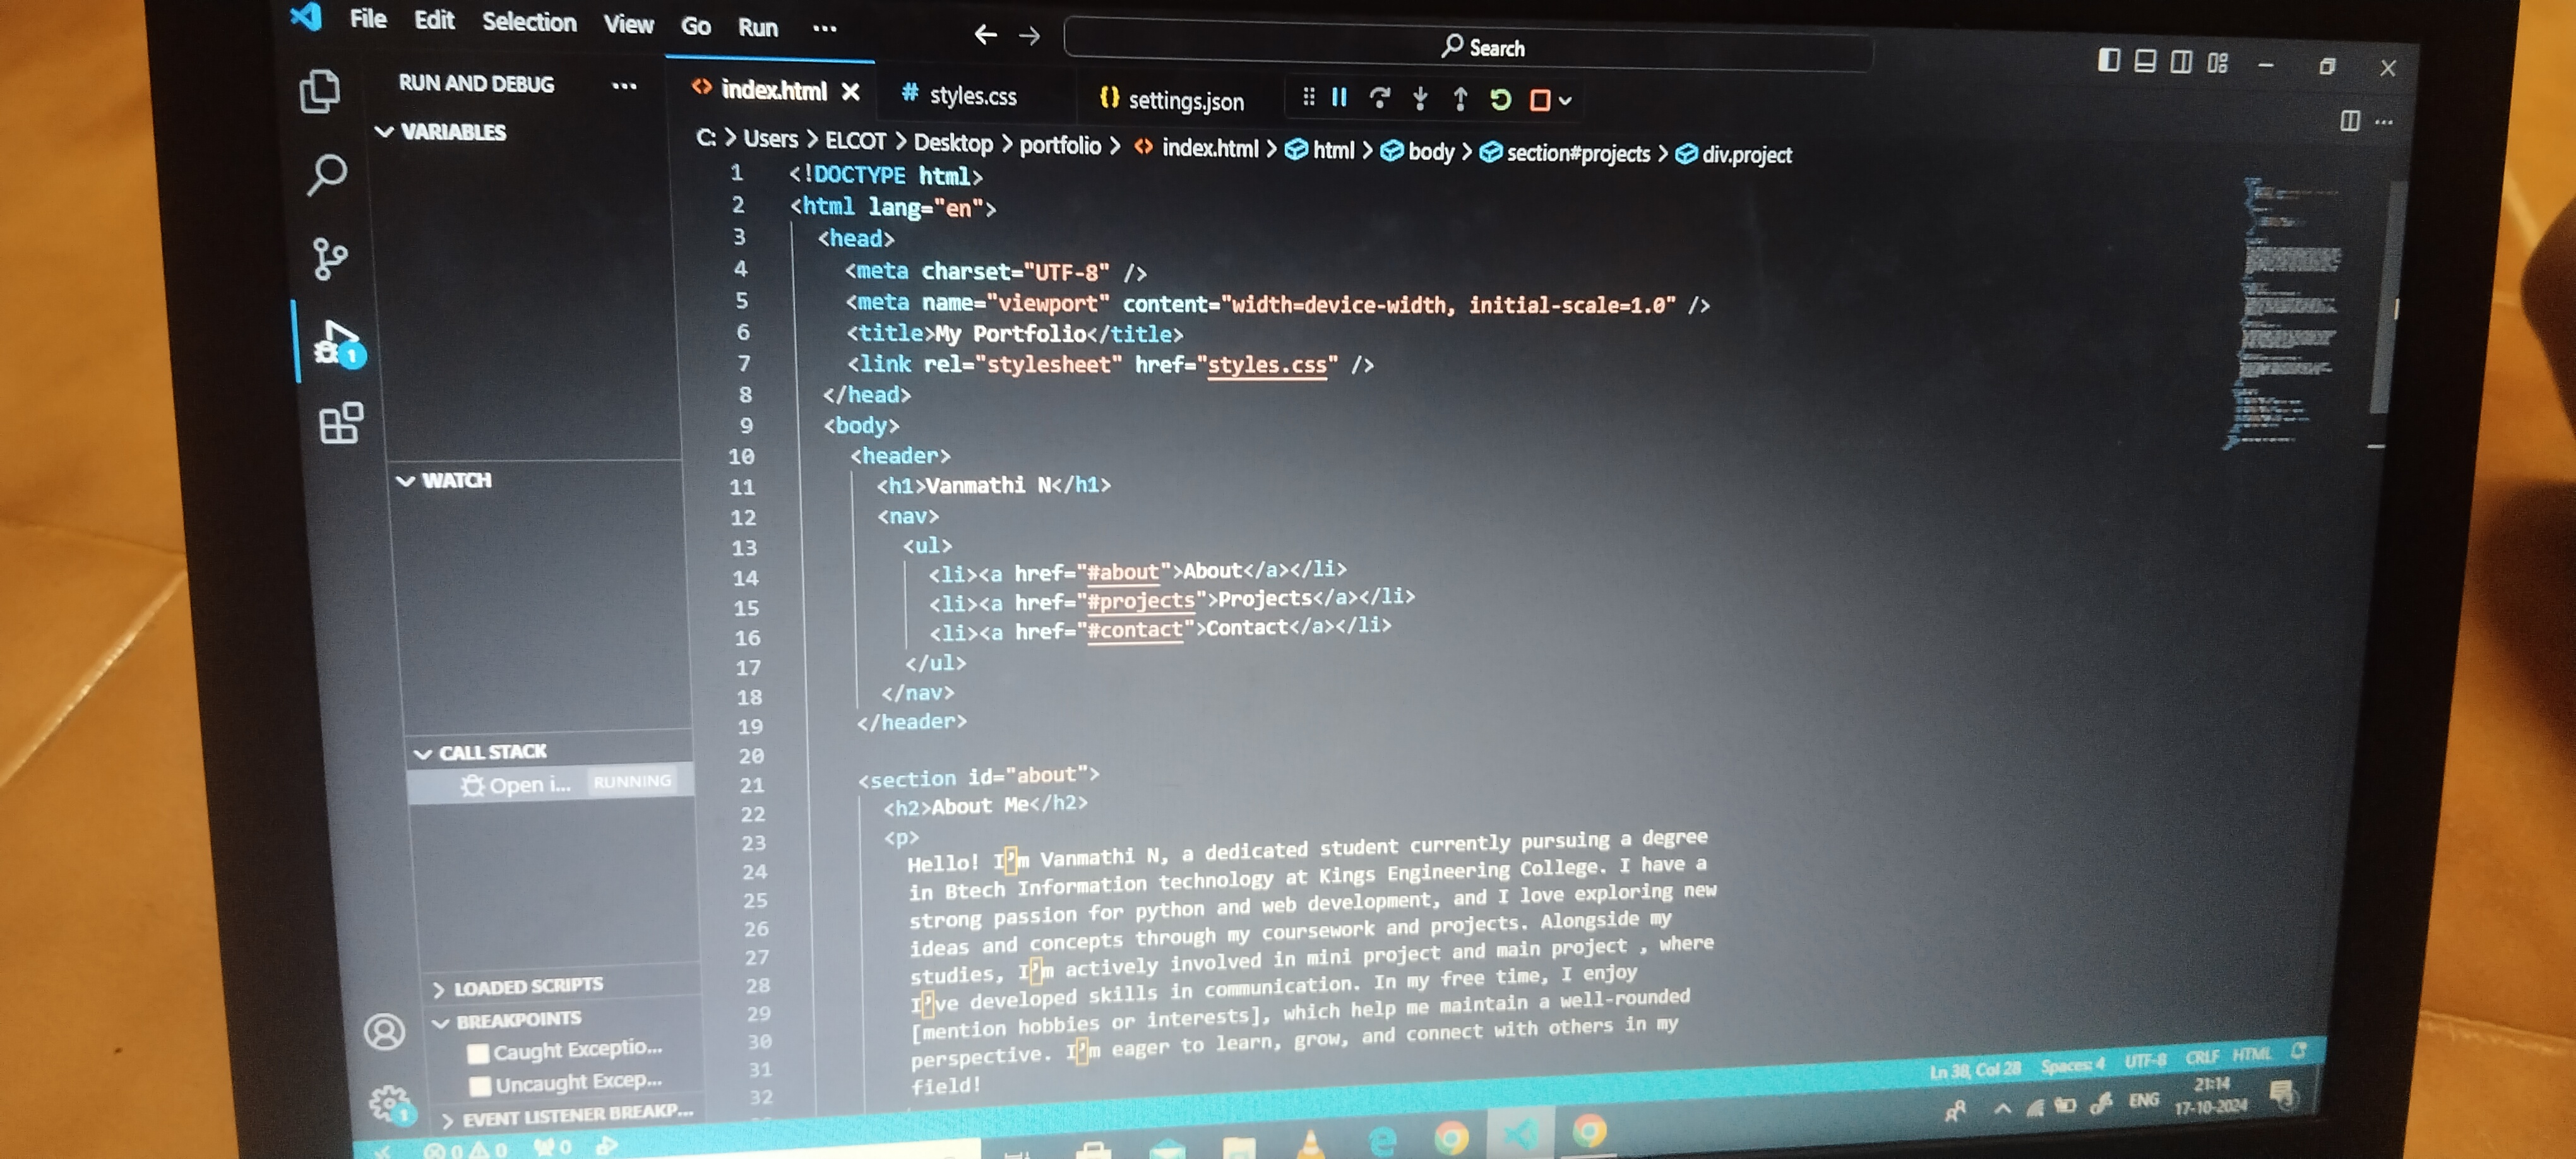 File Edit Selection View Go Run ...
Search
RUN AND DEBUG ...
VARIABLES
WATCH
CALL STACK
Open i... RUNNING
LOADED SCRIPTS
BREAKPOINTS
Caught Exceptio...
Uncaught Excep...
EVENT LISTENER BREAKP...
index.html
styles.css
settings.json
C: > Users > ELCOT > Desktop > portfolio > index.html > html > body > section#projects > div.project
1 <!DOCTYPE html>
2 <html lang="en">
3 <head>
4 <meta charset="UTF-8" />
5 <meta name="viewport" content="width=device-width, initial-scale=1.0" />
6 <title>My Portfolio</title>
7 <link rel="stylesheet" href="styles.css" />
8 </head>
9 <body>
10 <header>
11 <h1>Vanmathi N</h1>
12 <nav>
13 <ul>
14 <li><a href="#about">About</a></li>
15 <li><a href="#projects">Projects</a></li>
16 <li><a href="#contact">Contact</a></li>
17 </ul>
18 </nav>
19 </header>
20
21 <section id="about">
22 <h2>About Me</h2>
23 <p>
24 Hello! I’m Vanmathi N, a dedicated student currently pursuing a degree
25 in Btech Information technology at Kings Engineering College. I have a
26 strong passion for python and web development, and I love exploring new
27 ideas and concepts through my coursework and projects. Alongside my
28 studies, I’m actively involved in mini project and main project , where
29 I’ve developed skills in communication. In my free time, I enjoy
30 [mention hobbies or interests], which help me maintain a well-rounded
31 perspective. I’m eager to learn, grow, and connect with others in my
32 field!
1
1
0 0 0
Ln 38, Col 28 Spaces: 4 UTF-8 CRLF HTML
ENG
21:14
17-10-2024